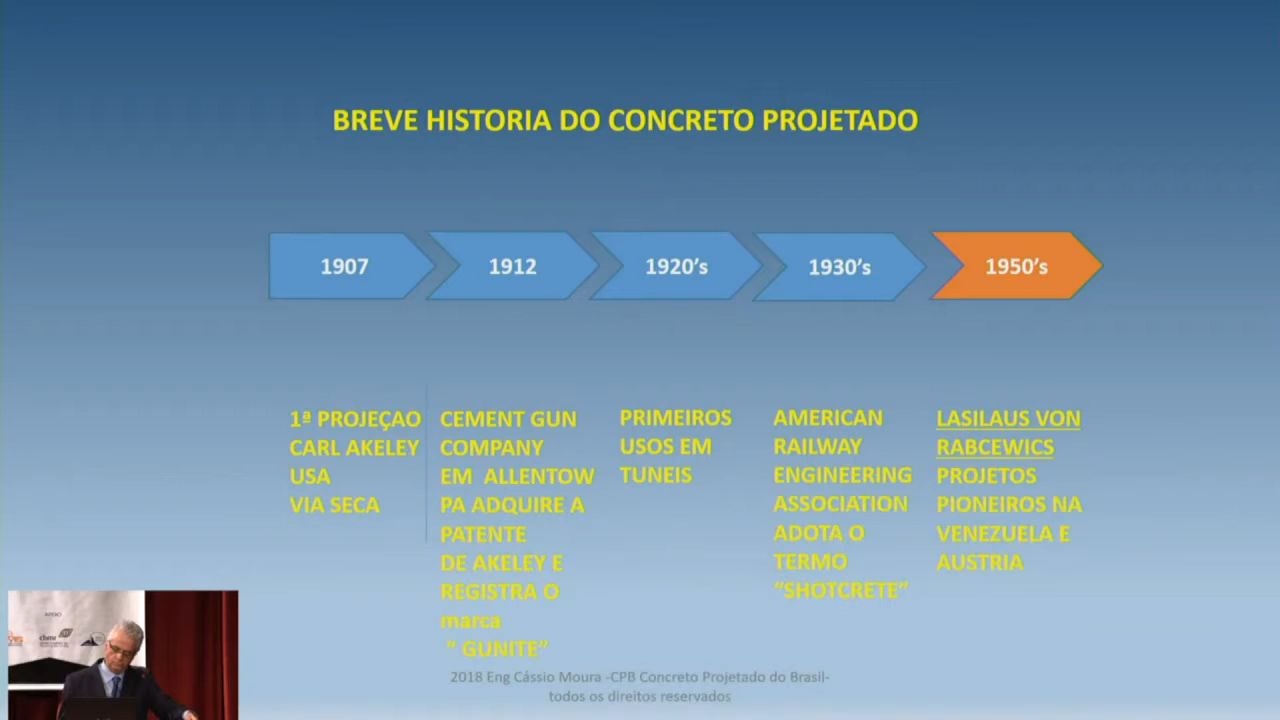 BREVE HISTORIA DO CONCRETO PROJETADO
1907
1912
1920's
1930's
1950's
1ª PROJEÇAO
CARL AKELEY
USA
VIA SECA
CEMENT GUN
COMPANY
EM ALLENTOW
PA ADQUIRE A
PATENTE
DE AKELEY E
REGISTRA O
marca
" GUNITE"
PRIMEIROS
USOS EM
TUNEIS
AMERICAN
RAILWAY
ENGINEERING
ASSOCIATION
ADOTA O
TERMO
"SHOTCRETE"
LASILAUS VON
RABCEWICS
PROJETOS
PIONEIROS NA
VENEZUELA E
AUSTRIA
2018 Eng Cássio Moura -CPB Concreto Projetado do Brasil-
todos os direitos reservados
APOIO